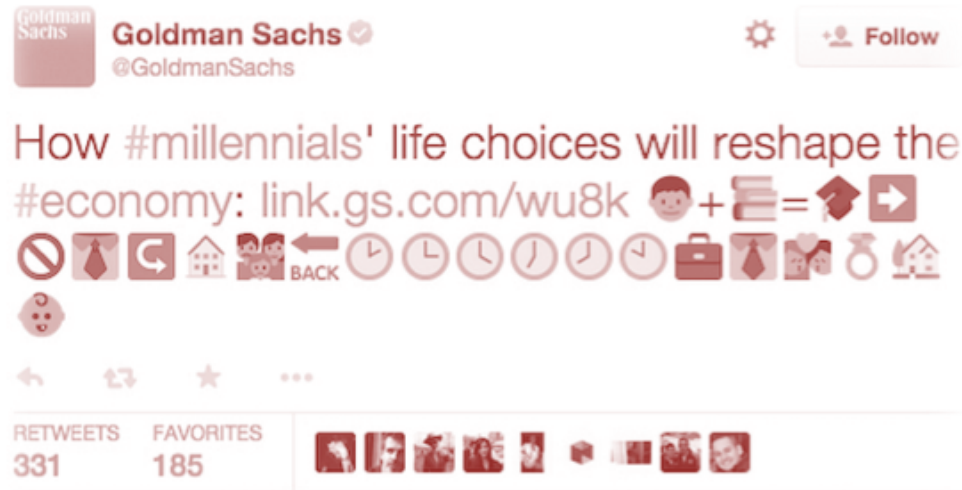 Goldman
Sachs
Goldman Sachs
@GoldmanSachs
Follow
How #millennials' life choices will reshape the
#economy: link.gs.com/wu8k 👦+📚=🎓➡️
🚫👔↪️🏠👪🔙🕑🕒🕓🕖🕗🕙💼👔💑💍🏡
👶
RETWEETS FAVORITES
331 185